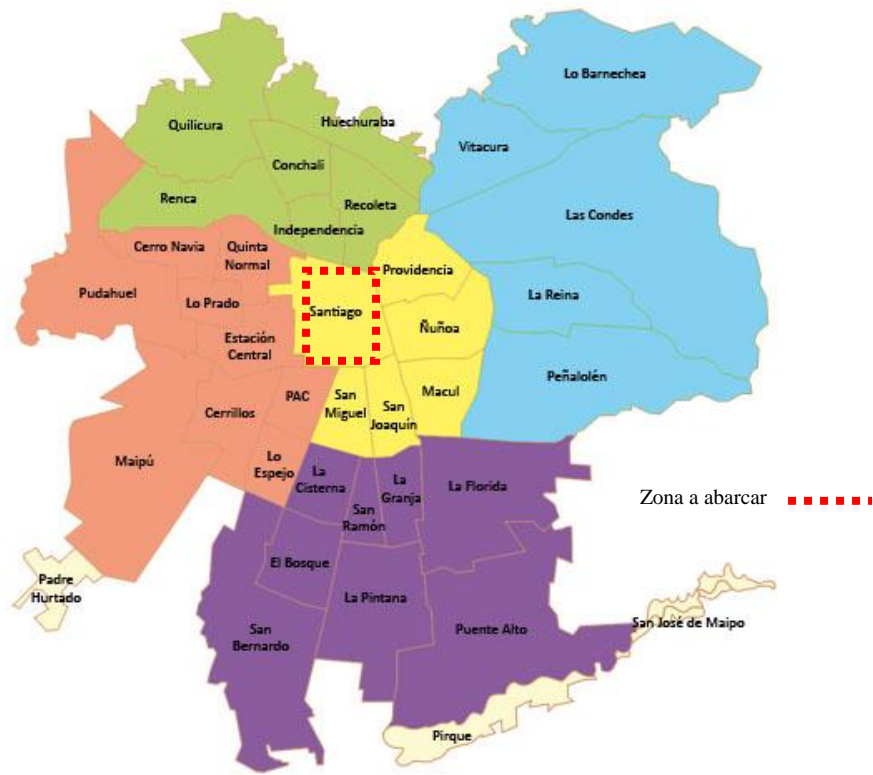 Lo Barnechea
Quilicura
Huechuraba
Vitacura
Conchalí
Renca
Recoleta
Las Condes
Independencia
Cerro Navia
Quinta
Normal
Providencia
Pudahuel
Lo Prado
Santiago
La Reina
Ñuñoa
Estación
Central
Peñalolén
PAC
San
Miguel
Macul
Cerrillos
San
Joaquín
Maipú
Lo
Espejo
La
Cisterna
La
Granja
La Florida
Zona a abarcar
San
Ramón
El Bosque
Padre
Hurtado
La Pintana
San
Bernardo
Puente Alto
San José de Maipo
Pirque